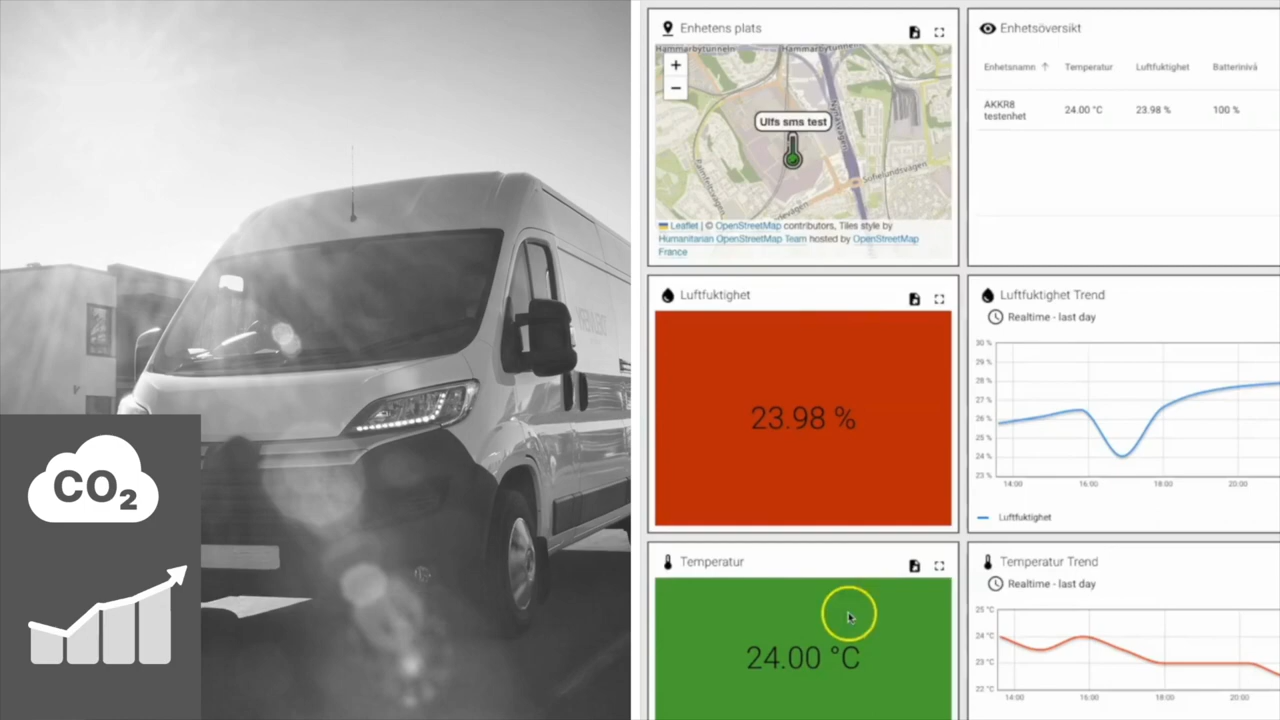 CO2
Enhetens plats
Hammarbytunneln
Hammarbytunneln
+
−
Ulfs sms test
Nynäsvägen
Palmfeltsvägen
Sofielundsvägen
Leaflet | © OpenStreetMap contributors, Tiles style by
Humanitarian OpenStreetMap Team hosted by OpenStreetMap
France
Enhetsöversikt
Enhetsnamn ↑ Temperatur Luftfuktighet Batterinivå
AKKR8
testenhet
24.00 °C 23.98 % 100 %
Luftfuktighet
23.98 %
Luftfuktighet Trend
Realtime - last day
30 %
29 %
28 %
27 %
26 %
25 %
24 %
23 %
14:00 16:00 18:00 20:00
Luftfuktighet
Temperatur
24.00 °C
Temperatur Trend
Realtime - last day
25 °C
24 °C
23 °C
22 °C
14:00 16:00 18:00 20:00